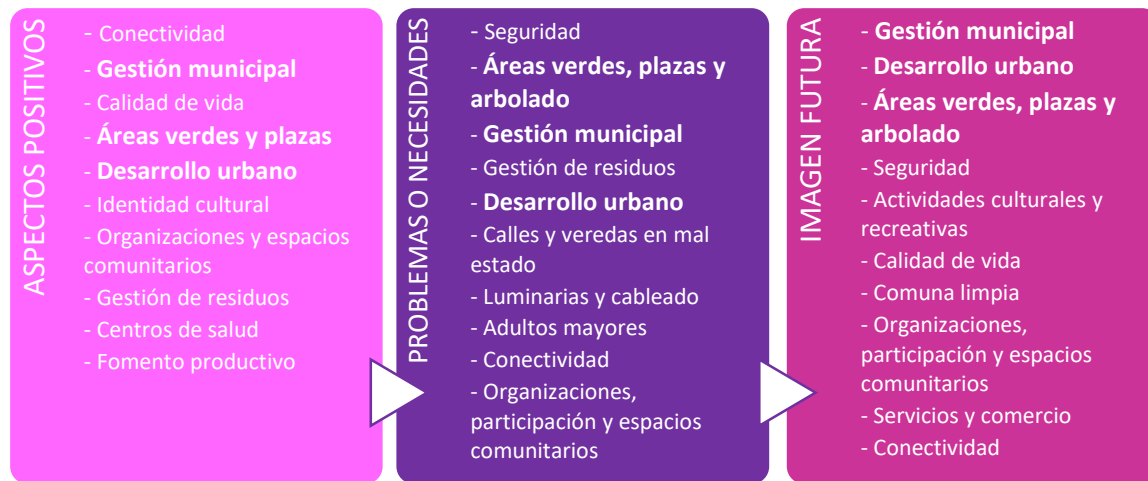 ASPECTOS POSITIVOS
- Conectividad
- Gestión municipal
- Calidad de vida
- Áreas verdes y plazas
- Desarrollo urbano
- Identidad cultural
- Organizaciones y espacios
comunitarios
- Gestión de residuos
- Centros de salud
- Fomento productivo
PROBLEMAS O NECESIDADES
- Seguridad
- Áreas verdes, plazas y
arbolado
- Gestión municipal
- Gestión de residuos
- Desarrollo urbano
- Calles y veredas en mal
estado
- Luminarias y cableado
- Adultos mayores
- Conectividad
- Organizaciones,
participación y espacios
comunitarios
IMAGEN FUTURA
- Gestión municipal
- Desarrollo urbano
- Áreas verdes, plazas y
arbolado
- Seguridad
- Actividades culturales y
recreativas
- Calidad de vida
- Comuna limpia
- Organizaciones,
participación y espacios
comunitarios
- Servicios y comercio
- Conectividad